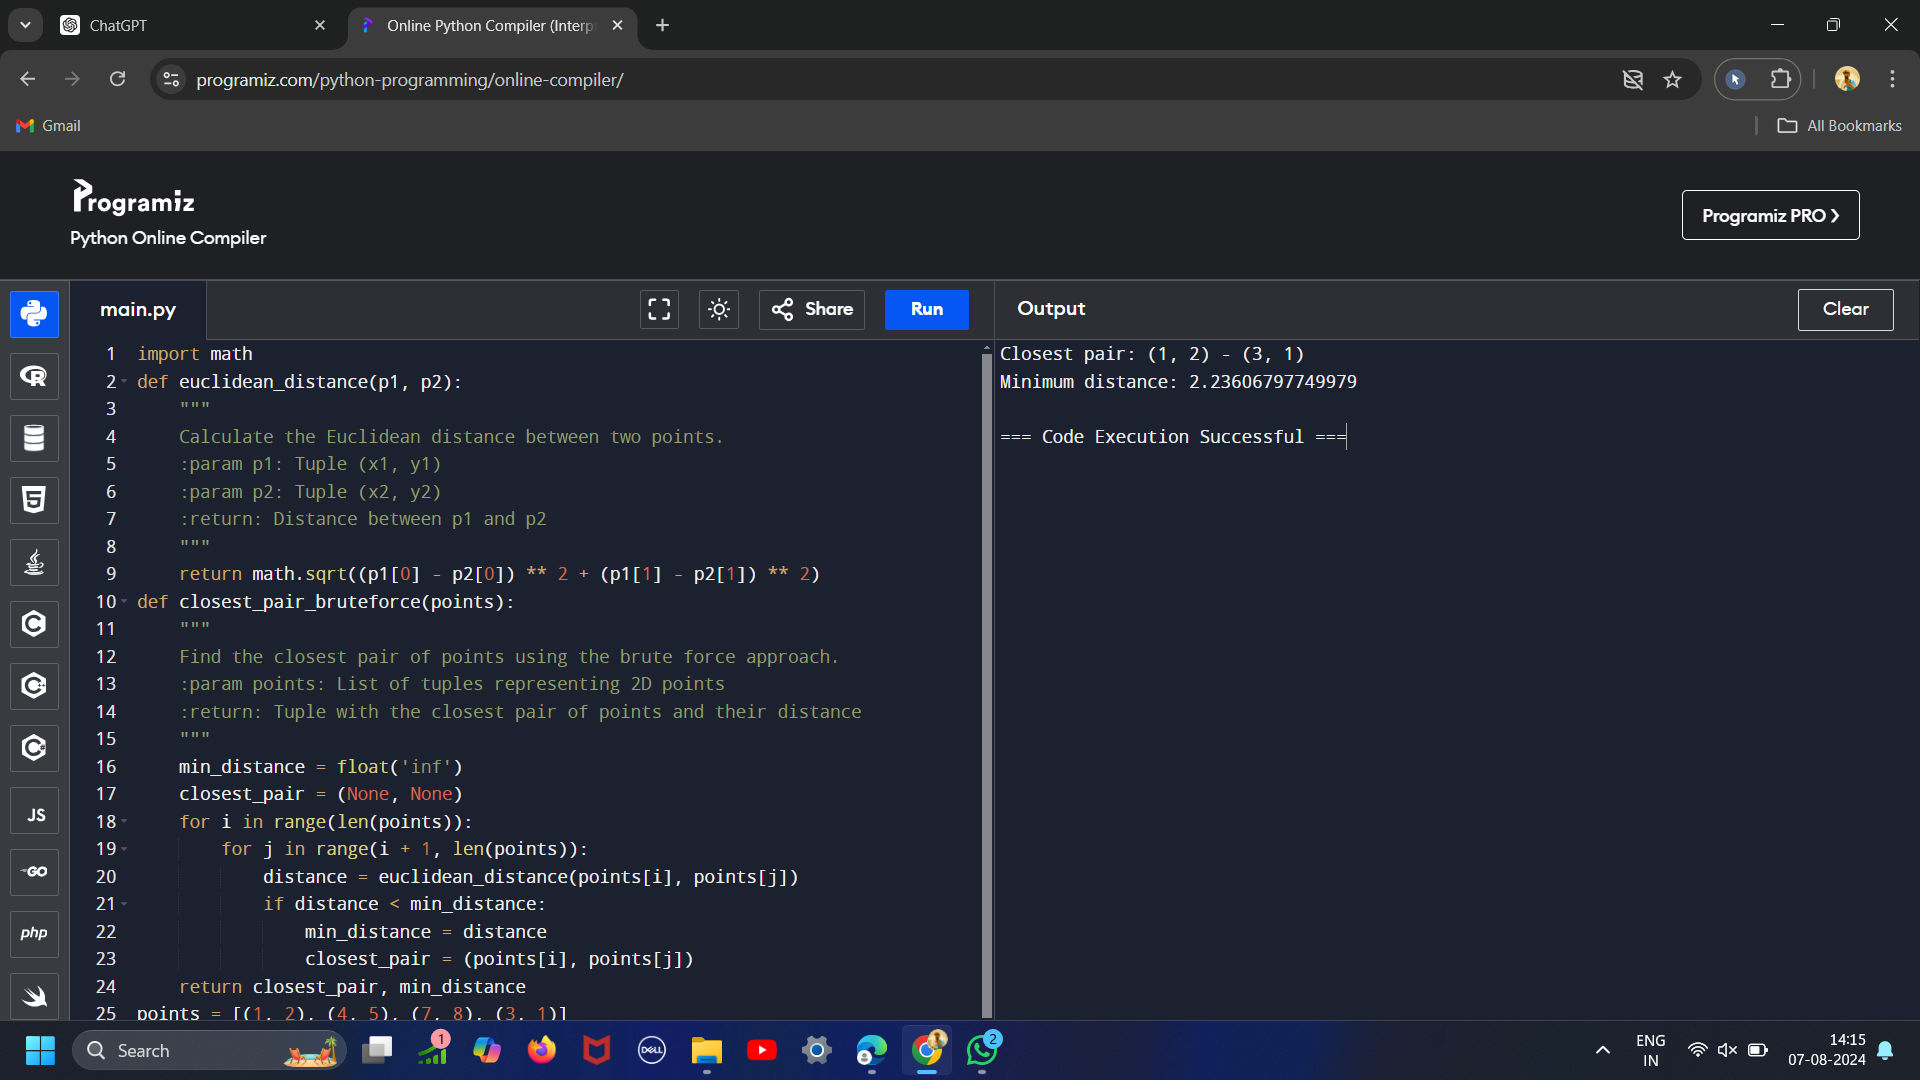 ChatGPT
Online Python Compiler (Interp
programiz.com/python-programming/online-compiler/
Gmail
All Bookmarks
Programiz
Python Online Compiler
Programiz PRO
main.py
Share
Run
Output
Clear
1 import math
2 def euclidean_distance(p1, p2):
3 """
4 Calculate the Euclidean distance between two points.
5 :param p1: Tuple (x1, y1)
6 :param p2: Tuple (x2, y2)
7 :return: Distance between p1 and p2
8 """
9 return math.sqrt((p1[0] - p2[0]) ** 2 + (p1[1] - p2[1]) ** 2)
10 def closest_pair_bruteforce(points):
11 """
12 Find the closest pair of points using the brute force approach.
13 :param points: List of tuples representing 2D points
14 :return: Tuple with the closest pair of points and their distance
15 """
16 min_distance = float('inf')
17 closest_pair = (None, None)
18 for i in range(len(points)):
19 for j in range(i + 1, len(points)):
20 distance = euclidean_distance(points[i], points[j])
21 if distance < min_distance:
22 min_distance = distance
23 closest_pair = (points[i], points[j])
24 return closest_pair, min_distance
25 points = [(1, 2), (4, 5), (7, 8), (3, 1)]
Closest pair: (1, 2) - (3, 1)
Minimum distance: 2.23606797749979
=== Code Execution Successful ===
R
5
C
C
C
JS
GO
php
Search
1
DELL
2
ENG
IN
14:15
07-08-2024